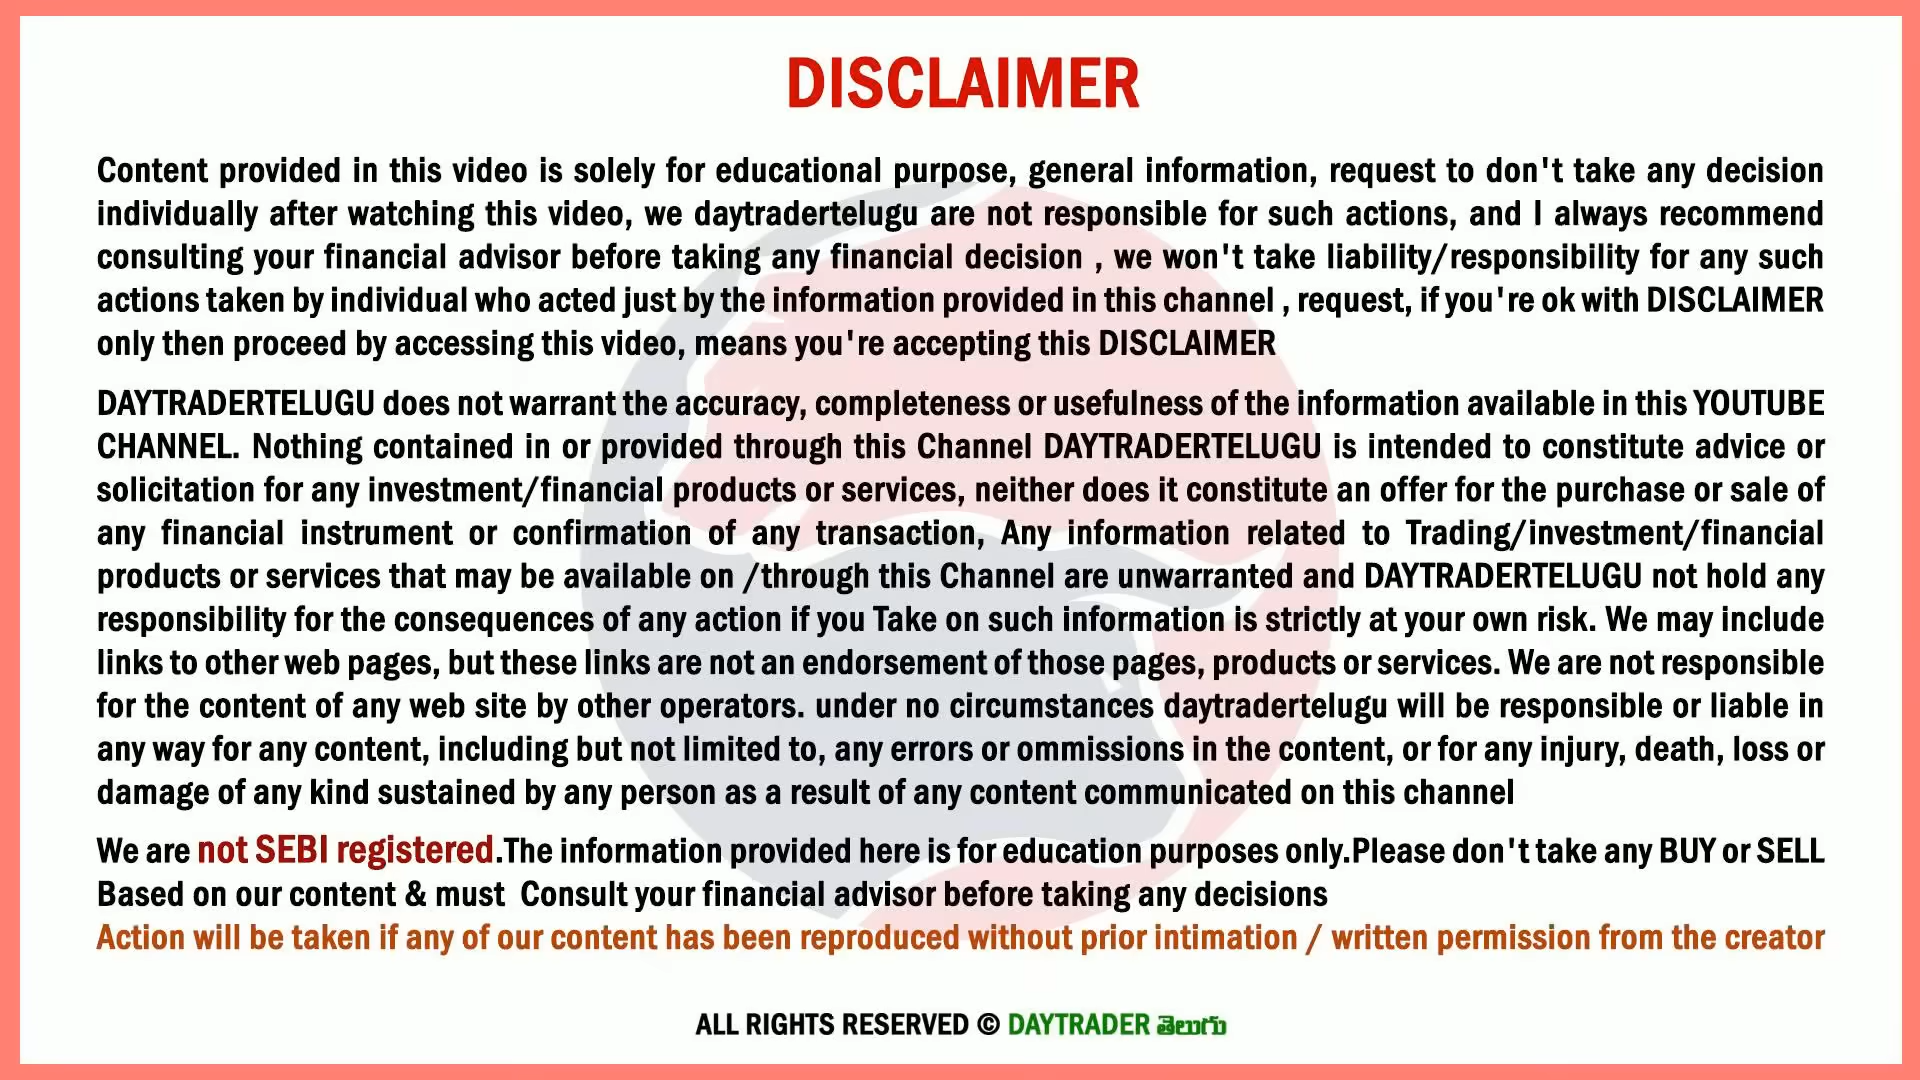 DISCLAIMER
Content provided in this video is solely for educational purpose, general information, request to don't take any decision
individually after watching this video, we daytradertelugu are not responsible for such actions, and I always recommend
consulting your financial advisor before taking any financial decision , we won't take liability/responsibility for any such
actions taken by individual who acted just by the information provided in this channel , request, if you're ok with DISCLAIMER
only then proceed by accessing this video, means you're accepting this DISCLAIMER
DAYTRADERTELUGU does not warrant the accuracy, completeness or usefulness of the information available in this YOUTUBE
CHANNEL. Nothing contained in or provided through this Channel DAYTRADERTELUGU is intended to constitute advice or
solicitation for any investment/financial products or services, neither does it constitute an offer for the purchase or sale of
any financial instrument or confirmation of any transaction, Any information related to Trading/investment/financial
products or services that may be available on /through this Channel are unwarranted and DAYTRADERTELUGU not hold any
responsibility for the consequences of any action if you Take on such information is strictly at your own risk. We may include
links to other web pages, but these links are not an endorsement of those pages, products or services. We are not responsible
for the content of any web site by other operators. under no circumstances daytradertelugu will be responsible or liable in
any way for any content, including but not limited to, any errors or ommissions in the content, or for any injury, death, loss or
damage of any kind sustained by any person as a result of any content communicated on this channel
We are not SEBI registered.The information provided here is for education purposes only.Please don't take any BUY or SELL
Based on our content & must  Consult your financial advisor before taking any decisions
Action will be taken if any of our content has been reproduced without prior intimation / written permission from the creator
ALL RIGHTS RESERVED © DAYTRADER తెలుగు